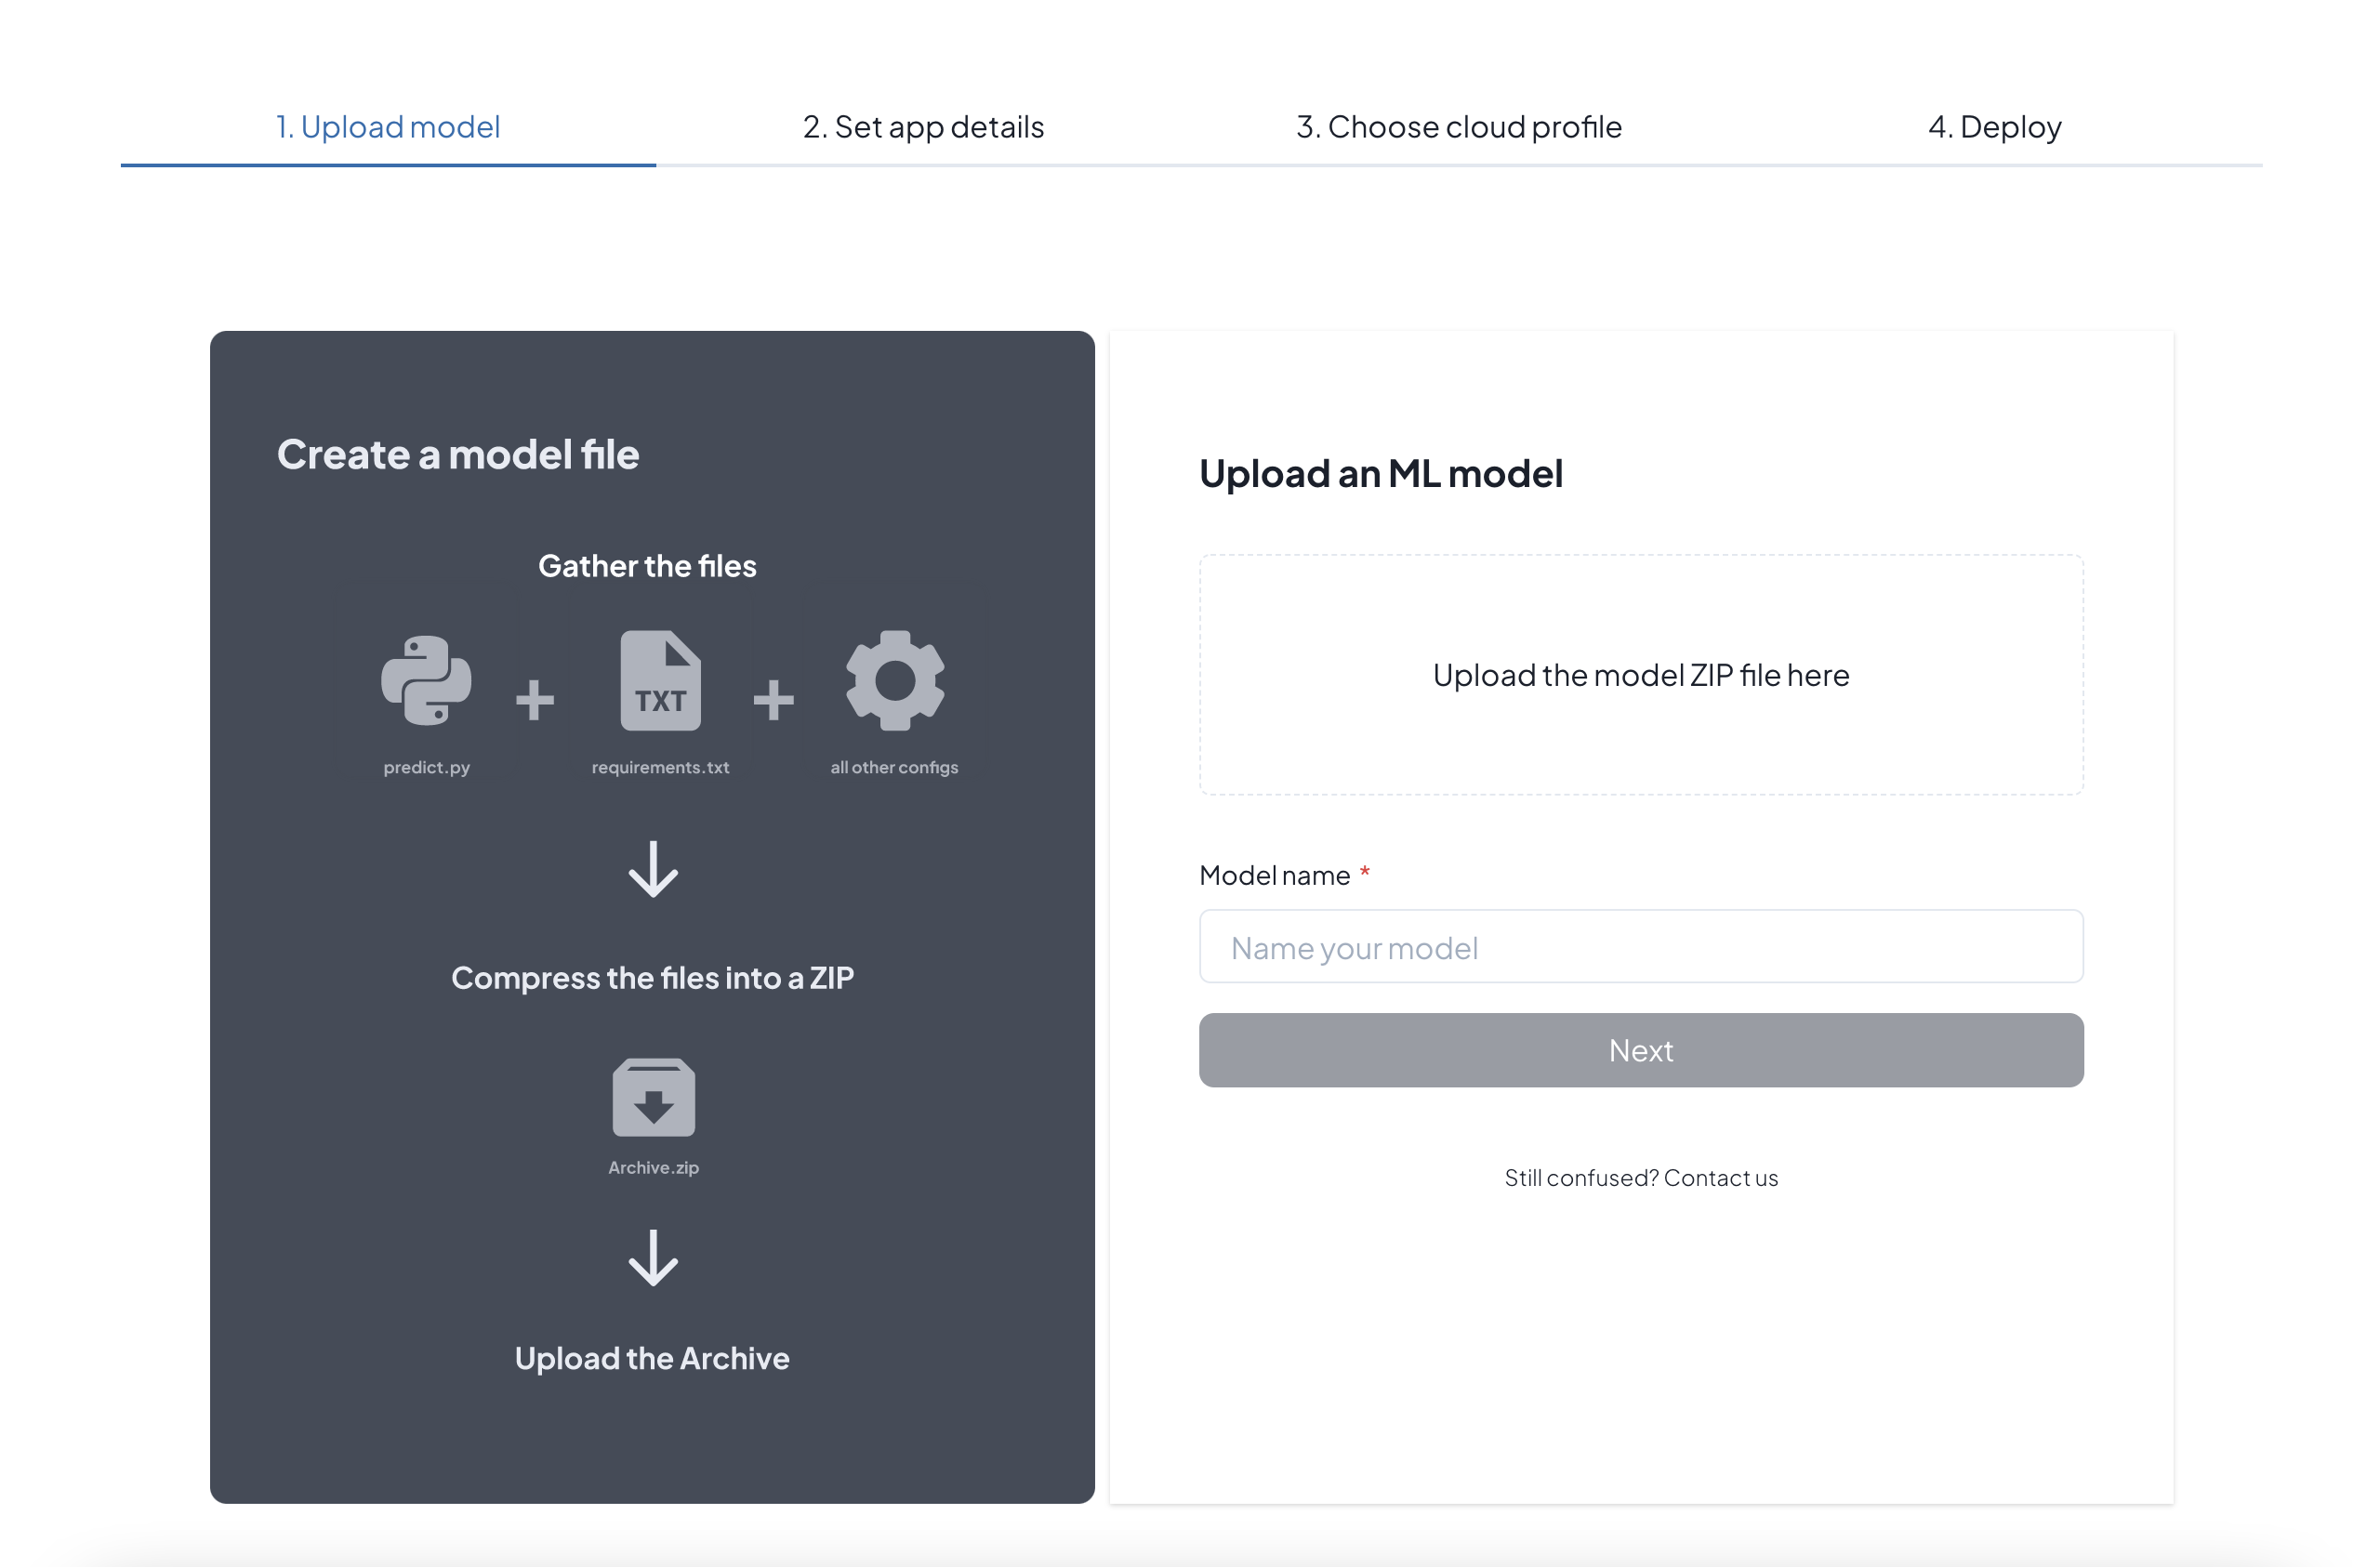 1. Upload model
2. Set app details
3. Choose cloud profile
4. Deploy
Create a model file
Gather the files
+
+
TXT
predict.py
requirements.txt
all other configs
Compress the files into a ZIP
Archive.zip
Upload the Archive
Upload an ML model
Upload the model ZIP file here
Model name *
Name your model
Next
Still confused? Contact us